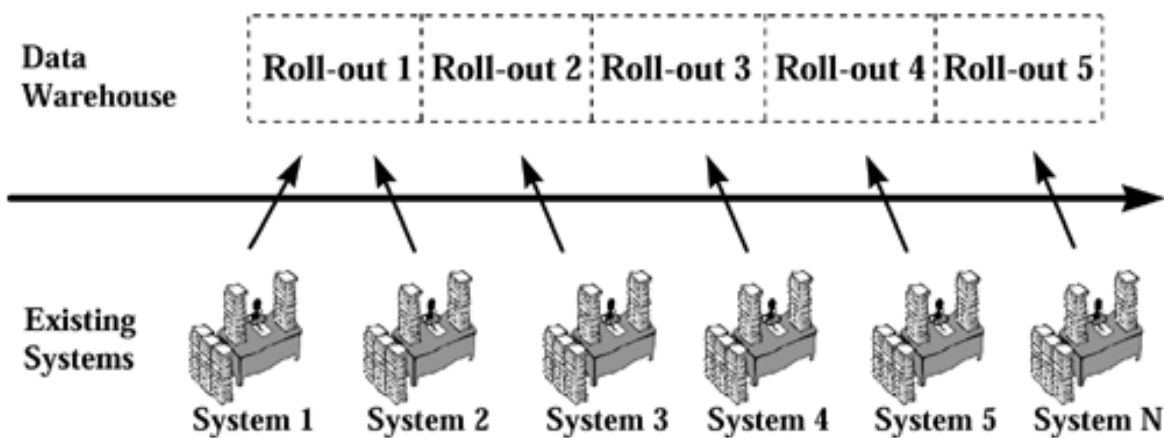 Data
Warehouse
Roll-out 1 Roll-out 2 Roll-out 3 Roll-out 4 Roll-out 5
Existing
Systems
System 1 System 2 System 3 System 4 System 5 System N